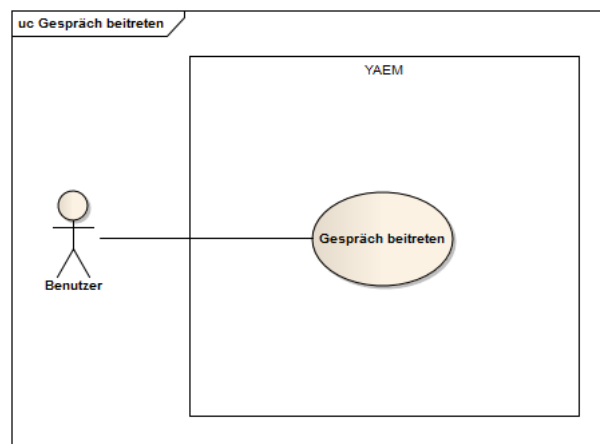 uc Gespräch beitreten
YAEM
Gespräch beitreten
Benutzer